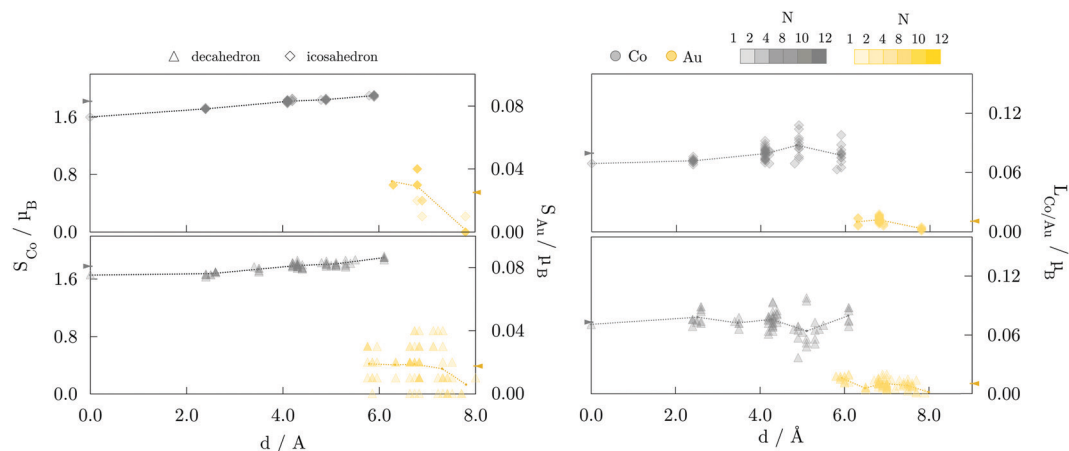 N
N
1 2 4 8 10 12
1 2 4 8 10 12
△ decahedron ◇ icosahedron
Co Au
1.6
0.8
0.0
0.08
0.04
0.00
0.12
0.06
0.00
1.6
0.8
0.0
0.08
0.04
0.00
0.12
0.06
0.00
S_Co / μ_B
S_Au / μ_B
L_Co/Au / μ_B
0.0 2.0 4.0 6.0 8.0
0.0 2.0 4.0 6.0 8.0
d / A
d / Å